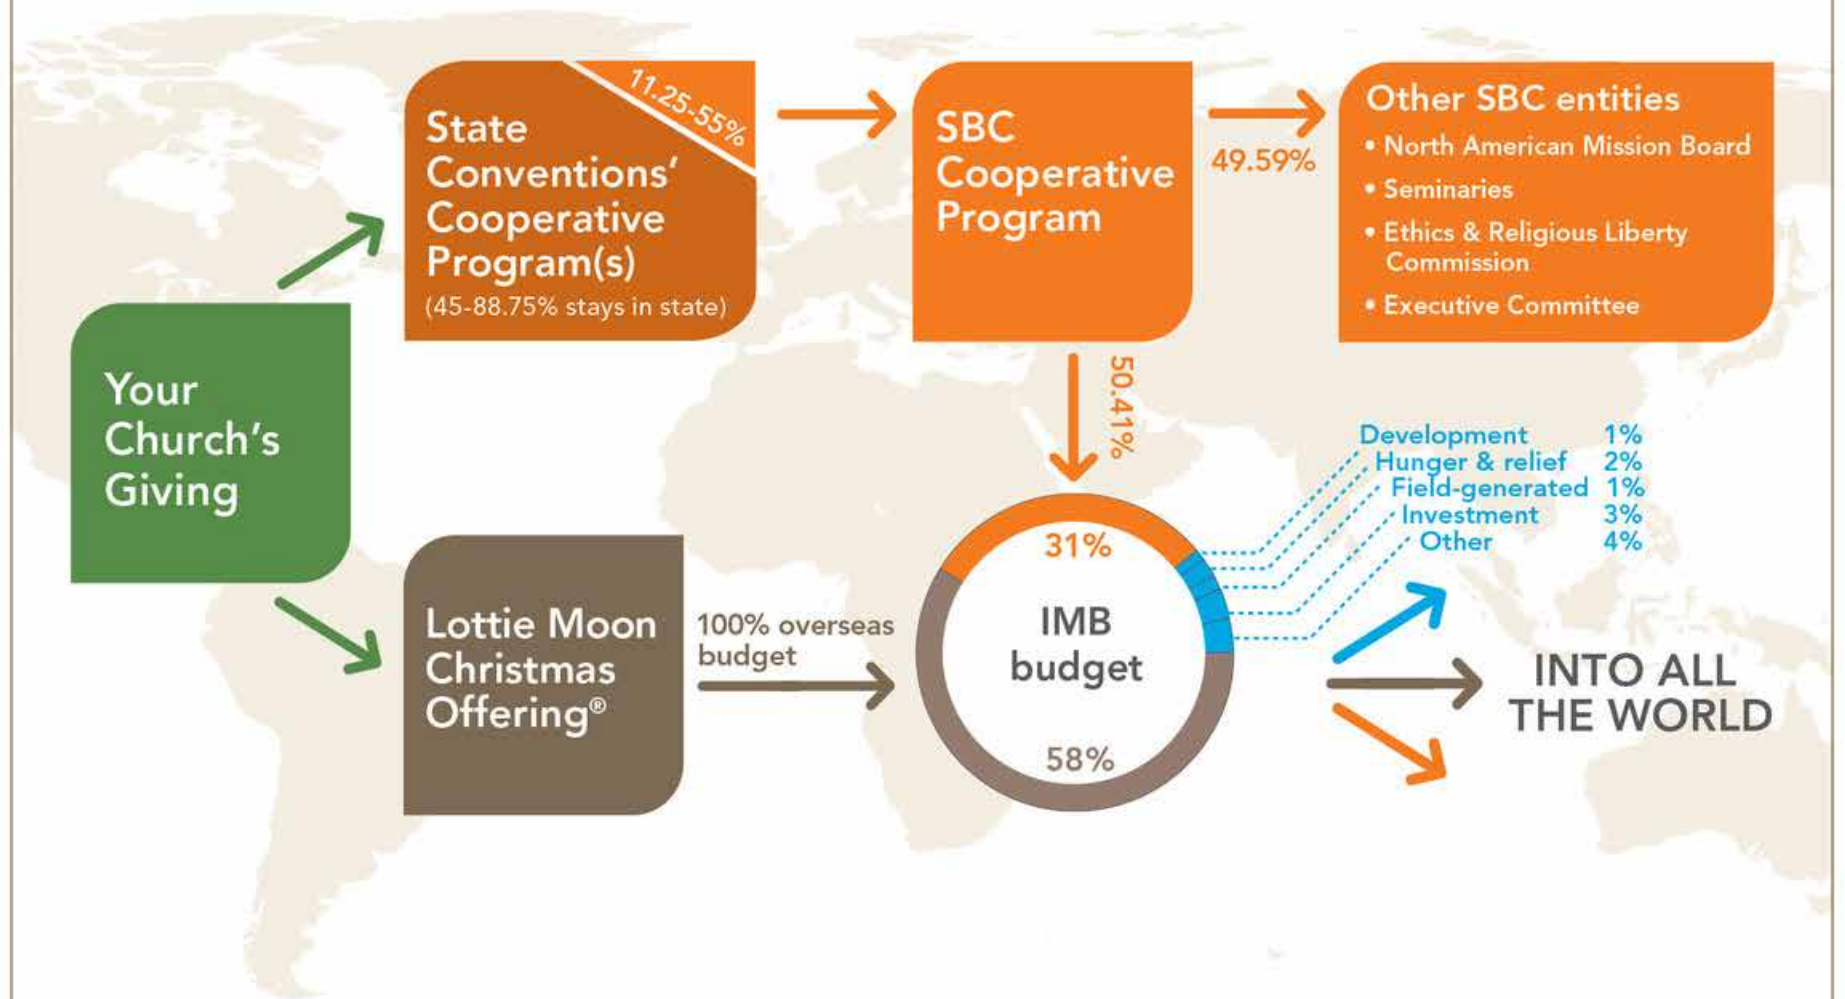 Your
Church's
Giving
State
Conventions'
Cooperative
Program(s)
(45-88.75% stays in state)
11.25-55%
SBC
Cooperative
Program
49.59%
Other SBC entities
• North American Mission Board
• Seminaries
• Ethics & Religious Liberty
Commission
• Executive Committee
50.41%
Lottie Moon
Christmas
Offering®
100% overseas
budget
31%
IMB
budget
58%
Development 1%
Hunger & relief 2%
Field-generated 1%
Investment 3%
Other 4%
INTO ALL
THE WORLD